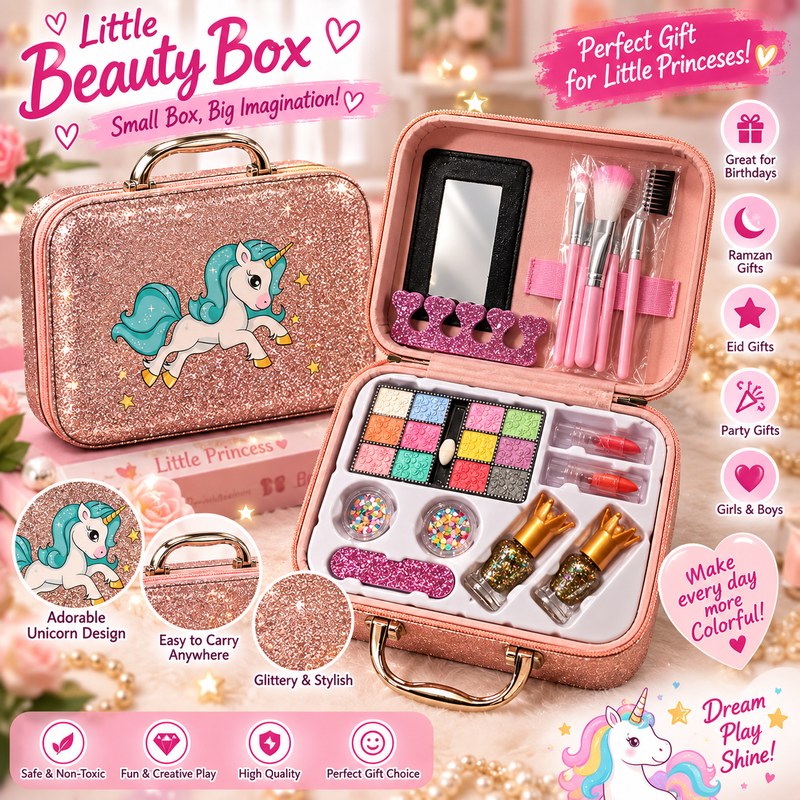 Little
Beauty Box
Small Box, Big Imagination!
Perfect Gift
for Little Princeses!
Great for
Birthdays
Ramzan
Gifts
Eid Gifts
Party Gifts
Girls & Boys
Little Princess
Adorable
Unicorn Design
Easy to Carry
Anywhere
Glittery & Stylish
Make
every day
more
Colorful!
Safe & Non-Toxic
Fun & Creative Play
High Quality
Perfect Gift Choice
Dream
Play
Shine!